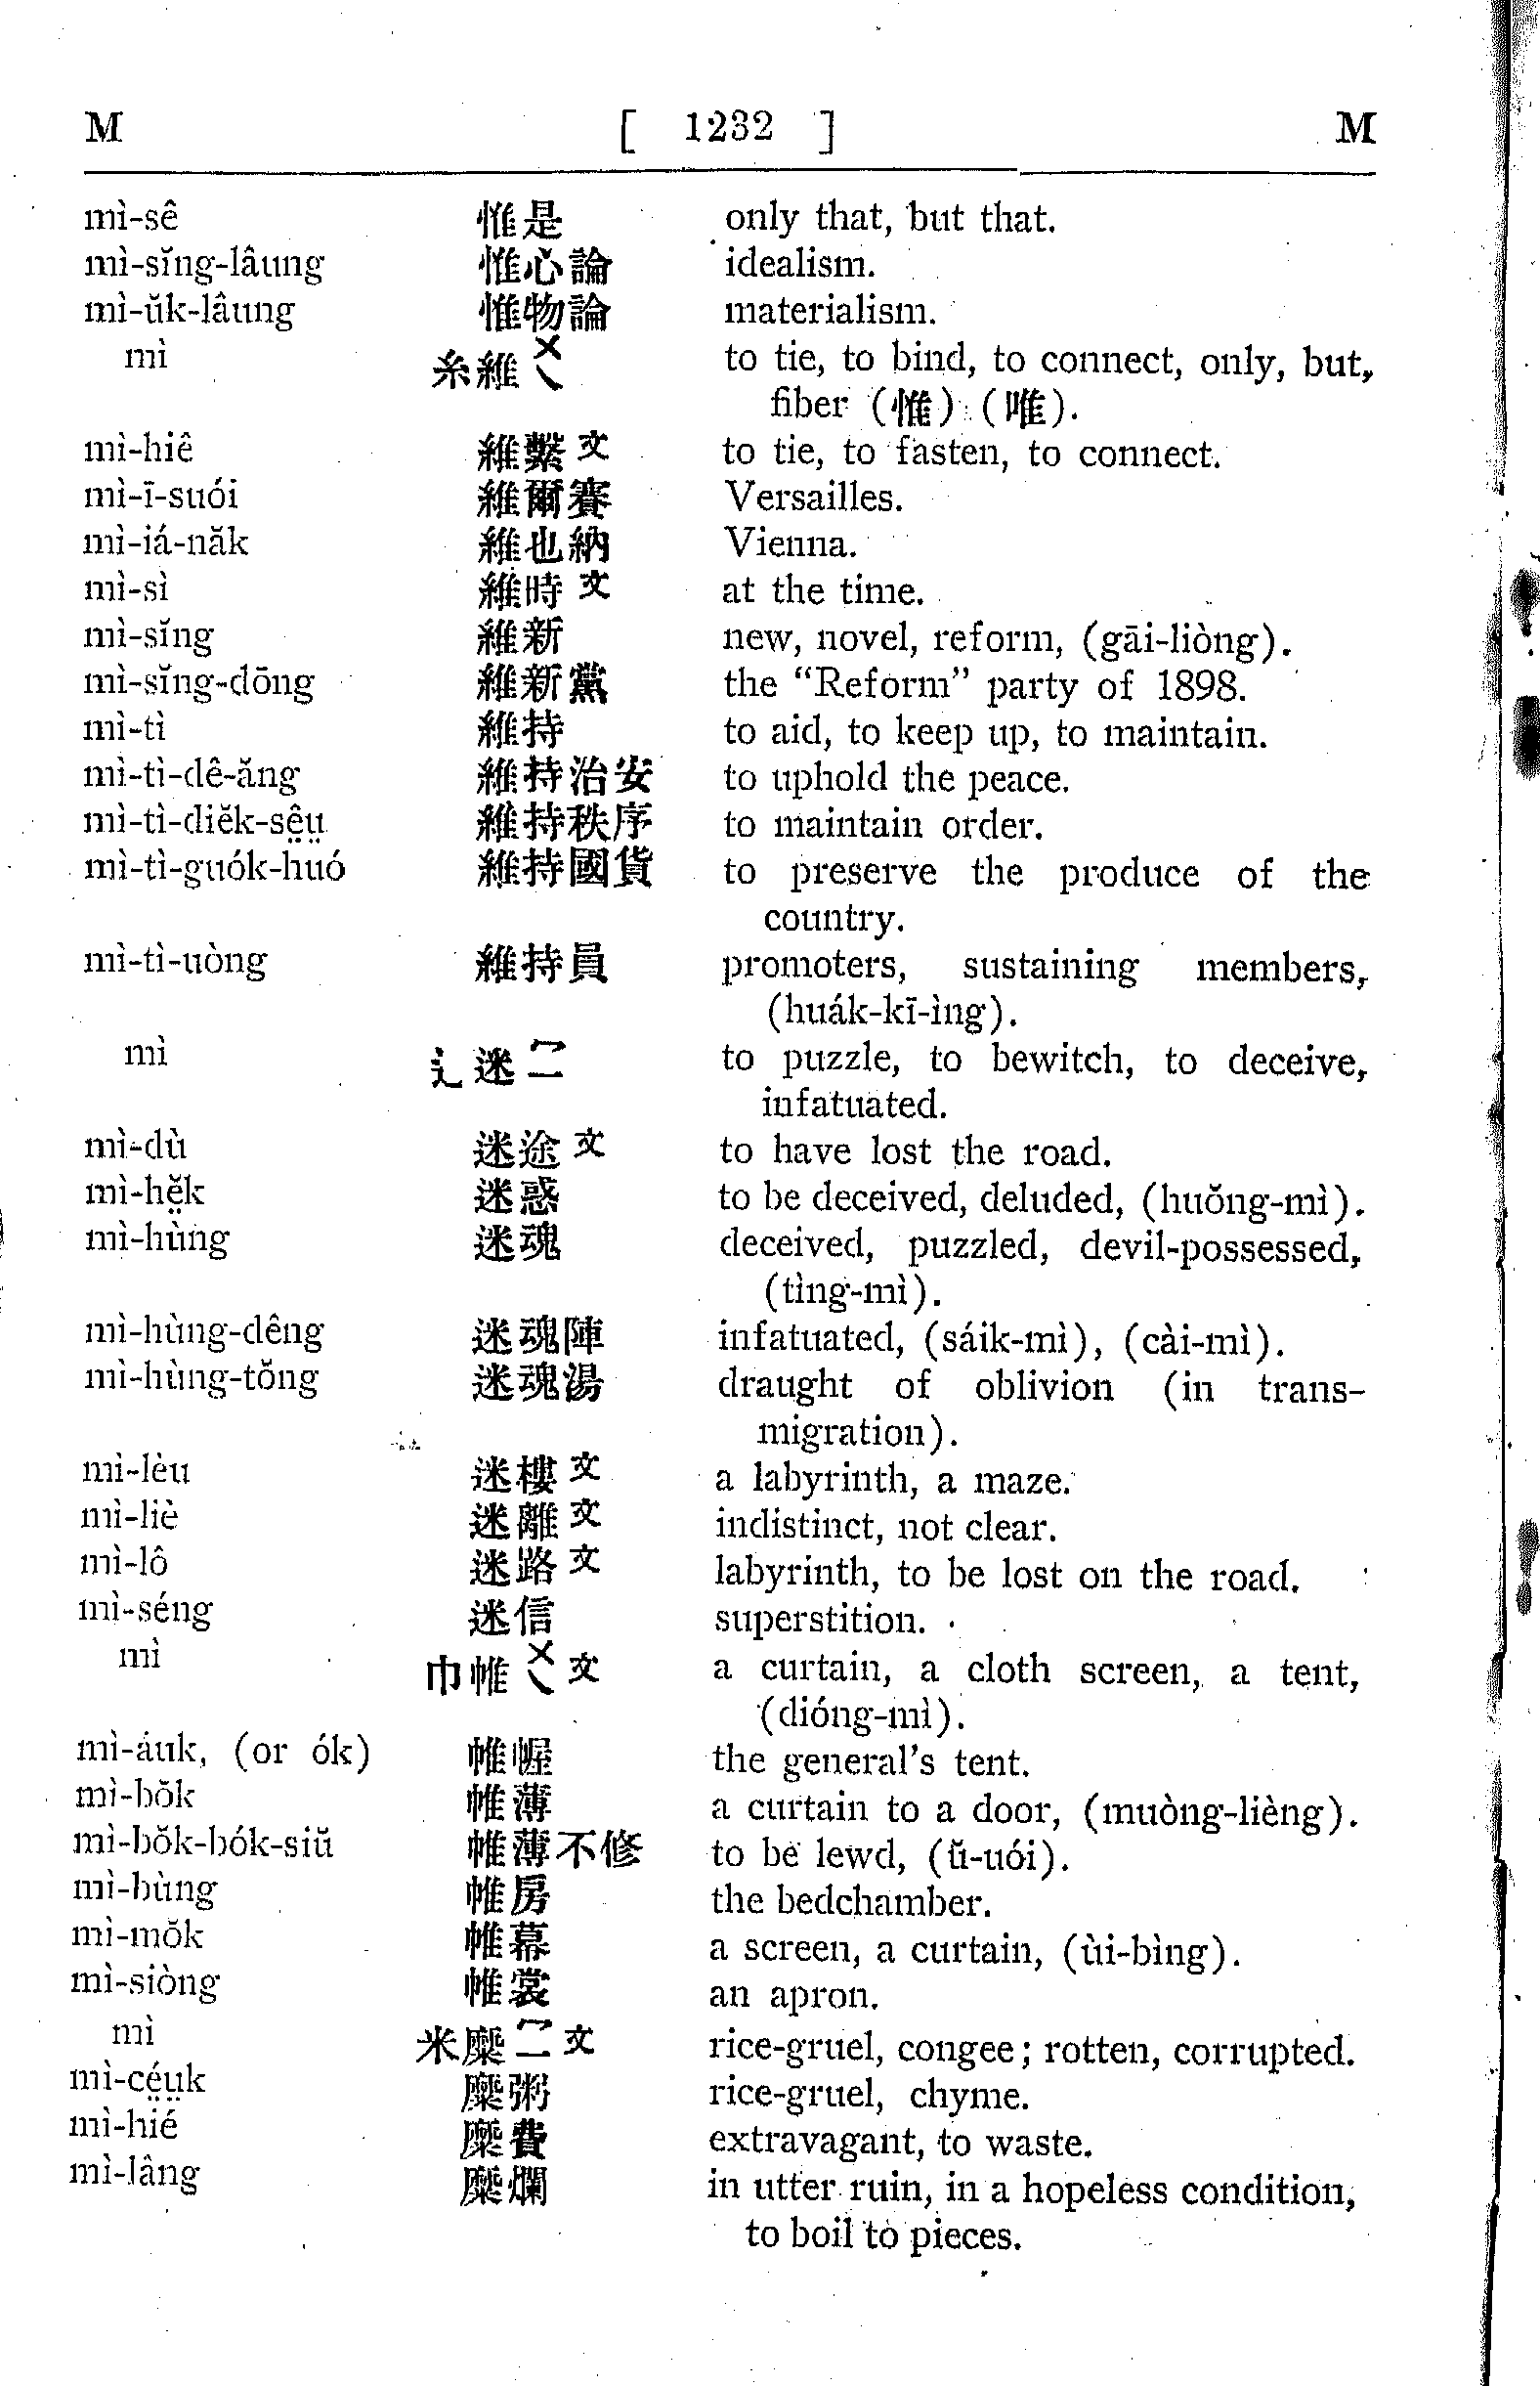 M [ 1232 ] M
mì-sê 惟是 only that, but that.
mì-sĭng-lâung 惟心論 idealism.
mì-ŭk-lâung 惟物論 materialism.
mì 糸維 to tie, to bind, to connect, only, but,
fiber (惟) (唯).
mì-hiê 維繫文 to tie, to fasten, to connect.
mì-ī-suói 維爾賽 Versailles.
mì-iá-năk 維也納 Vienna.
mì-sì 維時文 at the time.
mì-sĭng 維新 new, novel, reform, (gāi-liòng).
mì-sĭng-dōng 維新黨 the “Reform” party of 1898.
mì-tì 維持 to aid, to keep up, to maintain.
mì-tì-dê-ăng 維持治安 to uphold the peace.
mì-tì-diĕk-sê̤ṳ 維持秩序 to maintain order.
mì-tì-guók-huó 維持國貨 to preserve the produce of the
country.
mì-tì-uòng 維持員 promoters, sustaining members,
(huák-kī-ìng).
mì 辶迷 to puzzle, to bewitch, to deceive,
infatuated.
mì-dù 迷途文 to have lost the road.
mì-hĕ̤k 迷惑 to be deceived, deluded, (huŏng-mì).
mì-hùng 迷魂 deceived, puzzled, devil-possessed,
(tìng-mì).
mì-hùng-dêng 迷魂陣 infatuated, (sáik-mì), (cài-mì).
mì-hùng-tŏng 迷魂湯 draught of oblivion (in trans-
migration).
mì-lèu 迷樓文 a labyrinth, a maze.
mì-liè 迷離文 indistinct, not clear.
mì-lô 迷路文 labyrinth, to be lost on the road.
mì-séng 迷信 superstition.
mì 巾帷 文 a curtain, a cloth screen, a tent,
(dióng-mì).
mì-áuk, (or ók) 帷幄 the general’s tent.
mì-bŏk 帷薄 a curtain to a door, (muòng-lièng).
mì-bŏk-bók-siŭ 帷薄不修 to be lewd, (ŭ-uói).
mì-bùng 帷房 the bedchamber.
mì-mŏk 帷幕 a screen, a curtain, (ùi-bìng).
mì-siòng 帷裳 an apron.
mì 米糜 文 rice-gruel, congee; rotten, corrupted.
mì-cé̤ṳk 糜粥 rice-gruel, chyme.
mì-hié 糜費 extravagant, to waste.
mì-lâng 糜爛 in utter ruin, in a hopeless condition,
to boil to pieces.